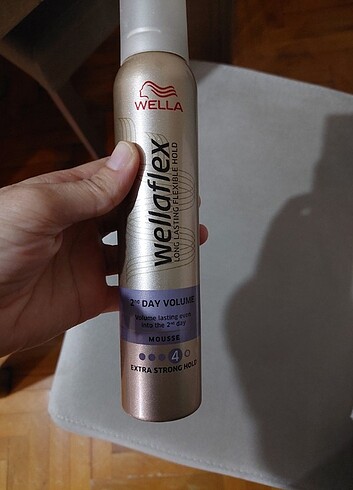 WELLA
wellaflex
LONG LASTING FLEXIBLE HOLD
2ND DAY VOLUME
Volume lasting even
into the 2nd day
MOUSSE
4
EXTRA STRONG HOLD